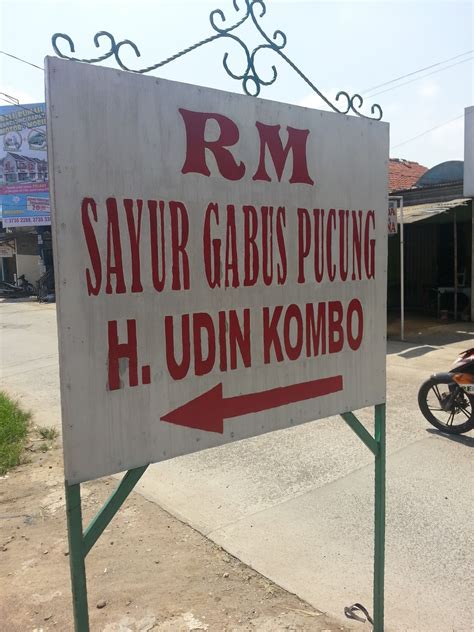 RM
SAYUR GABUS PUCUNG
H. UDIN KOMBO